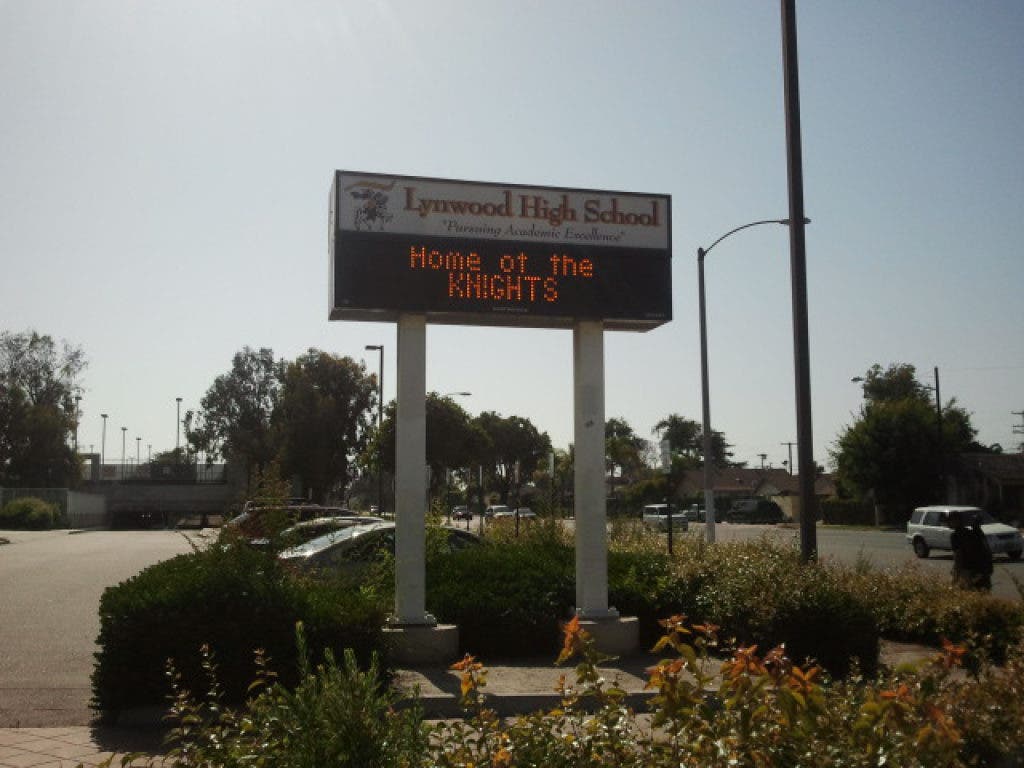 Lynwood High School
"Pursuing Academic Excellence"
Home of the
KNIGHTS